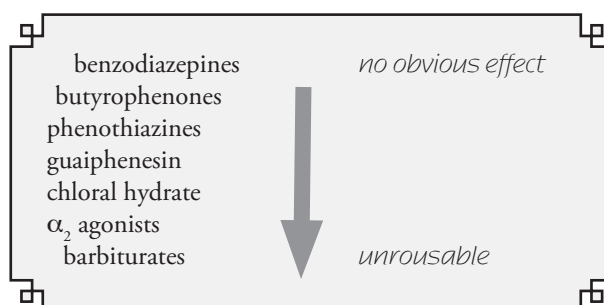 benzodiazepines no obvious effect
butyrophenones
phenothiazines
guaiphenesin
chloral hydrate
α₂ agonists
barbiturates unrousable